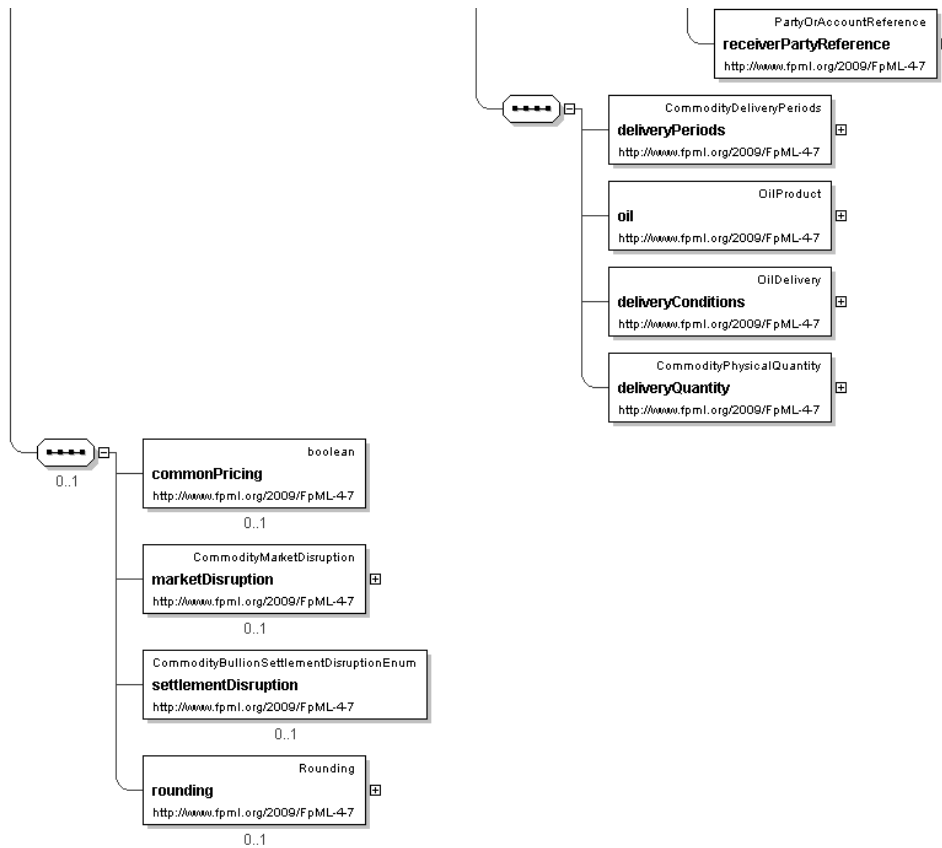 PartyOrAccountReference
receiverPartyReference
http://www.fpml.org/2009/FpML-4-7
CommodityDeliveryPeriods
deliveryPeriods
http://www.fpml.org/2009/FpML-4-7
OilProduct
oil
http://www.fpml.org/2009/FpML-4-7
OilDelivery
deliveryConditions
http://www.fpml.org/2009/FpML-4-7
CommodityPhysicalQuantity
deliveryQuantity
http://www.fpml.org/2009/FpML-4-7
0..1
boolean
commonPricing
http://www.fpml.org/2009/FpML-4-7
0..1
CommodityMarketDisruption
marketDisruption
http://www.fpml.org/2009/FpML-4-7
0..1
CommodityBullionSettlementDisruptionEnum
settlementDisruption
http://www.fpml.org/2009/FpML-4-7
0..1
Rounding
rounding
http://www.fpml.org/2009/FpML-4-7
0..1